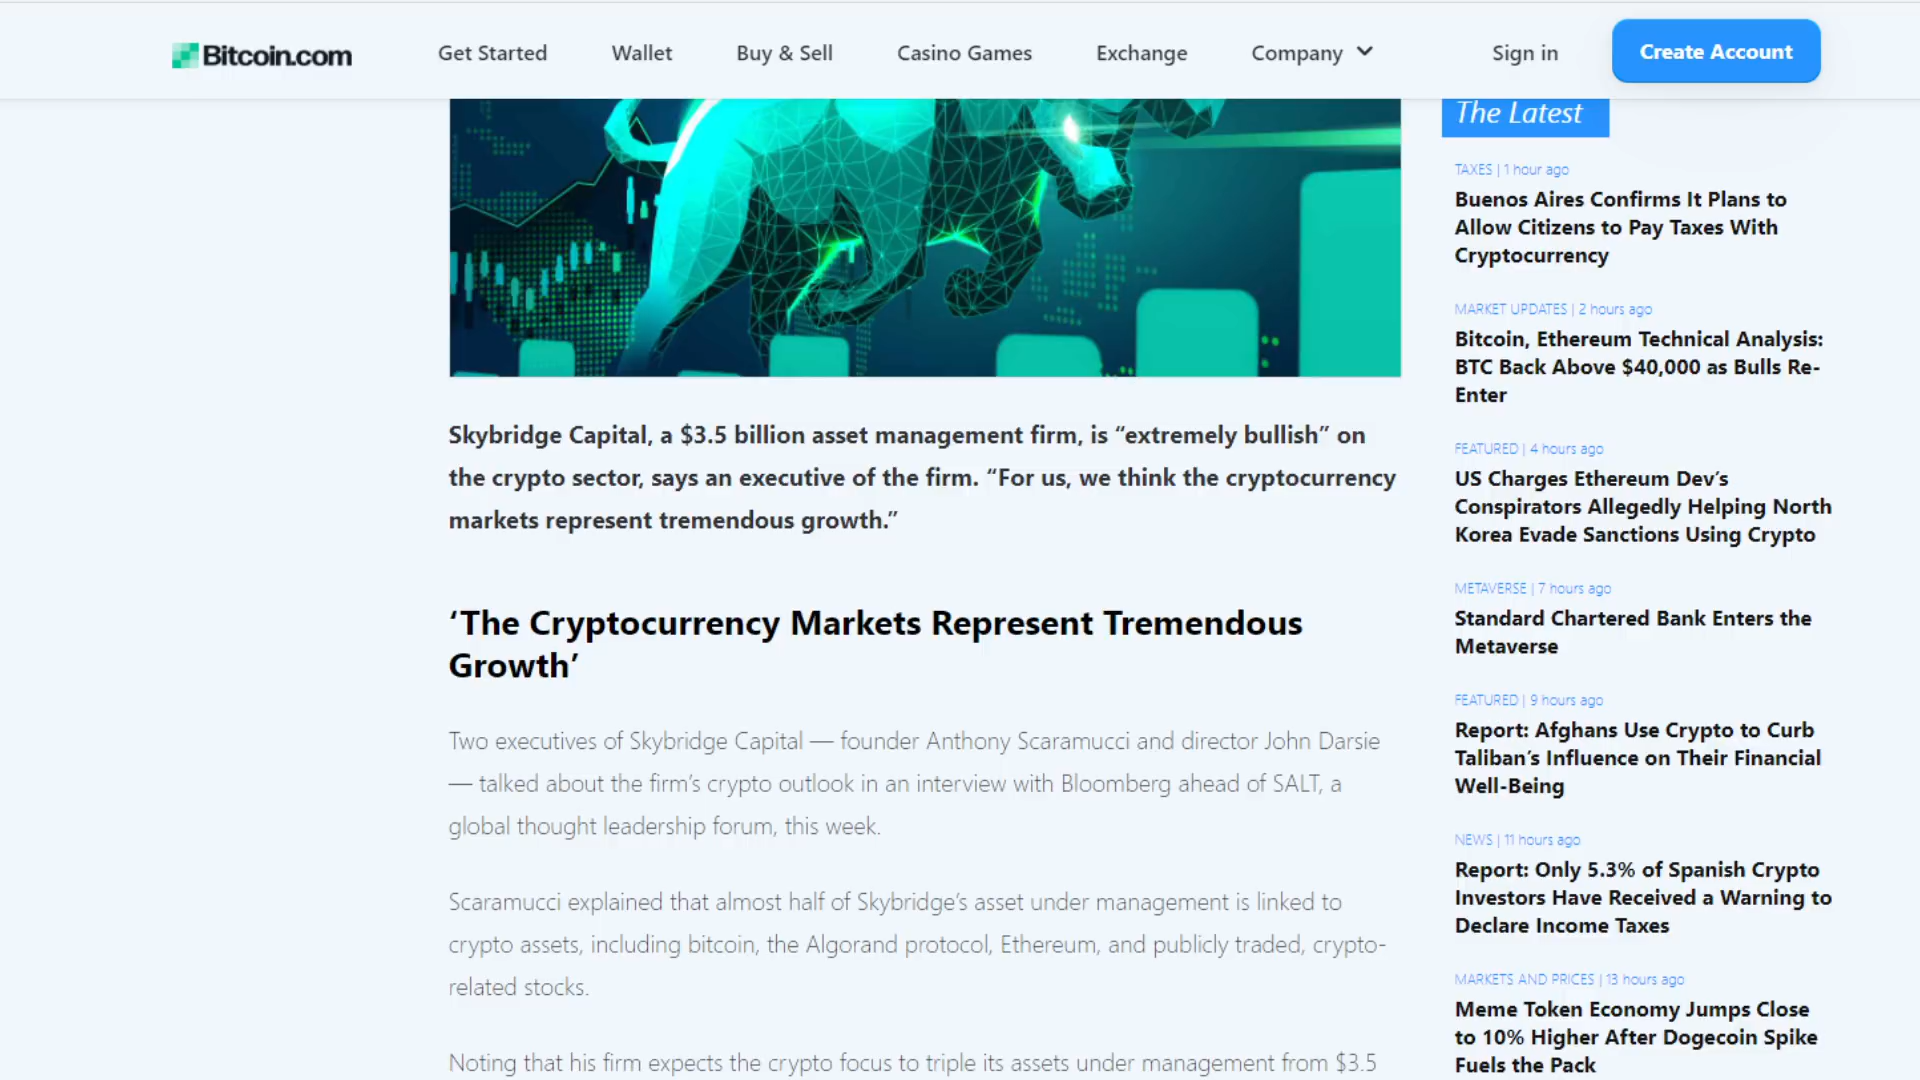 Bitcoin.com
Get Started
Wallet
Buy & Sell
Casino Games
Exchange
Company
Sign in
Create Account
Skybridge Capital, a $3.5 billion asset management firm, is “extremely bullish” on
the crypto sector, says an executive of the firm. “For us, we think the cryptocurrency
markets represent tremendous growth.”
‘The Cryptocurrency Markets Represent Tremendous
Growth’
Two executives of Skybridge Capital — founder Anthony Scaramucci and director John Darsie
— talked about the firm’s crypto outlook in an interview with Bloomberg ahead of SALT, a
global thought leadership forum, this week.
Scaramucci explained that almost half of Skybridge’s asset under management is linked to
crypto assets, including bitcoin, the Algorand protocol, Ethereum, and publicly traded, crypto-
related stocks.
Noting that his firm expects the crypto focus to triple its assets under management from $3.5
The Latest
TAXES | 1 hour ago
Buenos Aires Confirms It Plans to
Allow Citizens to Pay Taxes With
Cryptocurrency
MARKET UPDATES | 2 hours ago
Bitcoin, Ethereum Technical Analysis:
BTC Back Above $40,000 as Bulls Re-
Enter
FEATURED | 4 hours ago
US Charges Ethereum Dev’s
Conspirators Allegedly Helping North
Korea Evade Sanctions Using Crypto
METAVERSE | 7 hours ago
Standard Chartered Bank Enters the
Metaverse
FEATURED | 9 hours ago
Report: Afghans Use Crypto to Curb
Taliban’s Influence on Their Financial
Well-Being
NEWS | 11 hours ago
Report: Only 5.3% of Spanish Crypto
Investors Have Received a Warning to
Declare Income Taxes
MARKETS AND PRICES | 13 hours ago
Meme Token Economy Jumps Close
to 10% Higher After Dogecoin Spike
Fuels the Pack